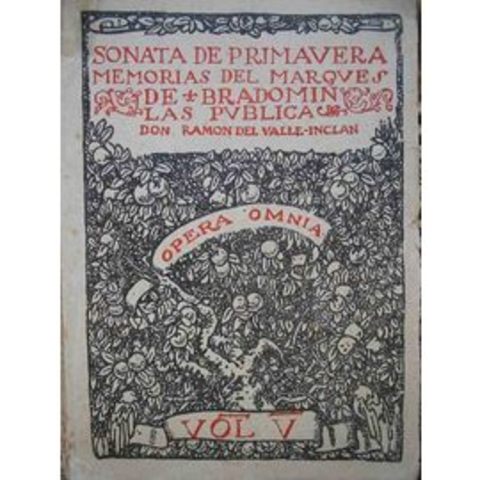 SONATA DE PRIMAVERA
MEMORIAS DEL MARQUES
DE BRADOMIN
LAS PUBLICA
DON RAMON DEL VALLE-INCLAN
OPERA OMNIA
VOL V